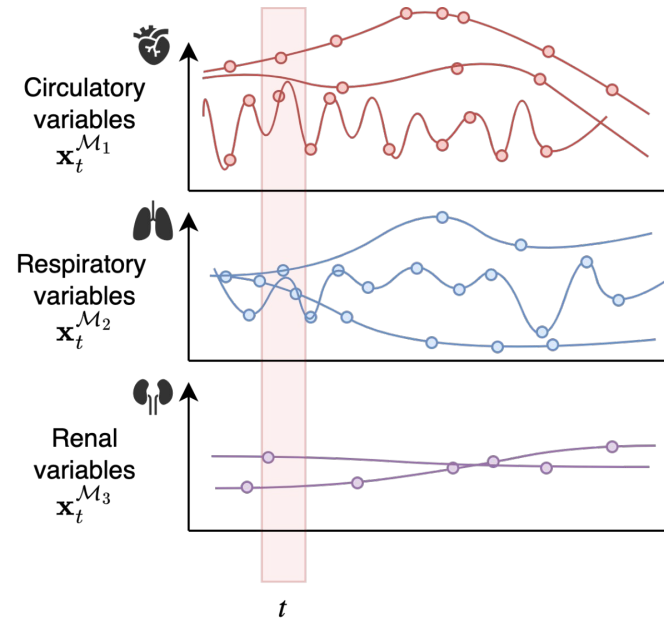 Circulatory
variables
$\mathbf{x}_t^{\mathcal{M}_1}$
Respiratory
variables
$\mathbf{x}_t^{\mathcal{M}_2}$
Renal
variables
$\mathbf{x}_t^{\mathcal{M}_3}$
t